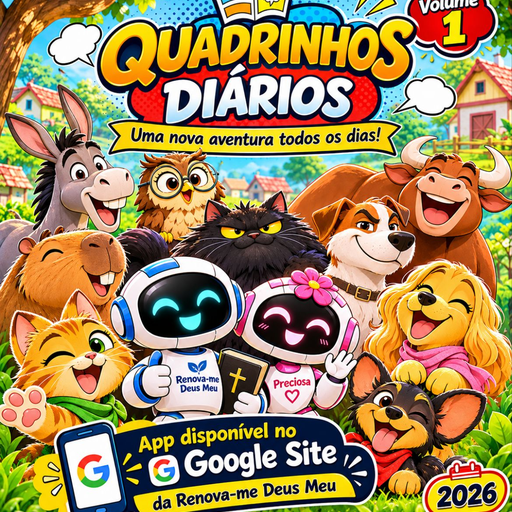 Volume
1
QUADRINHOS
DIÁRIOS
Uma nova aventura todos os dias!
Renova-me
Deus Meu
Preciosa
App disponível no
G Google Site
da Renova-me Deus Meu
G
2026